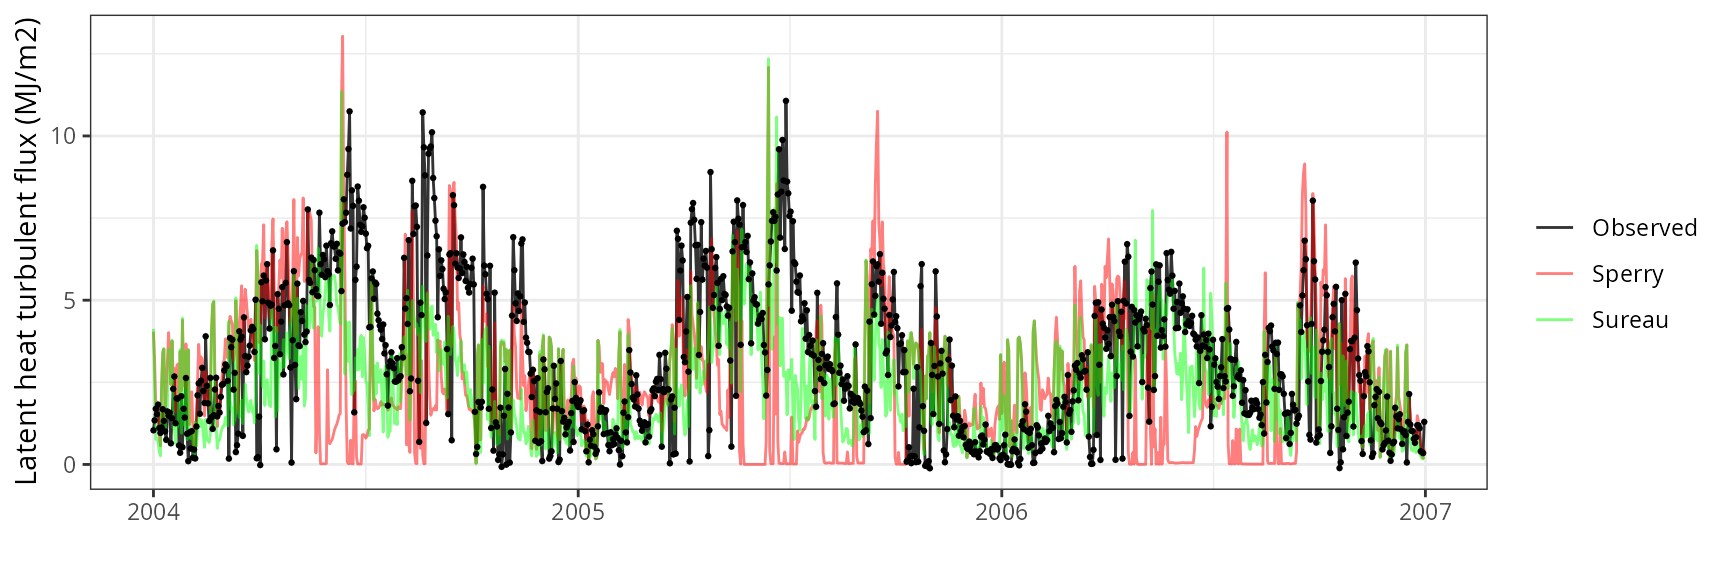 Latent heat turbulent flux (MJ/m2)
10
5
0
2004
2005
2006
2007
Observed
Sperry
Sureau